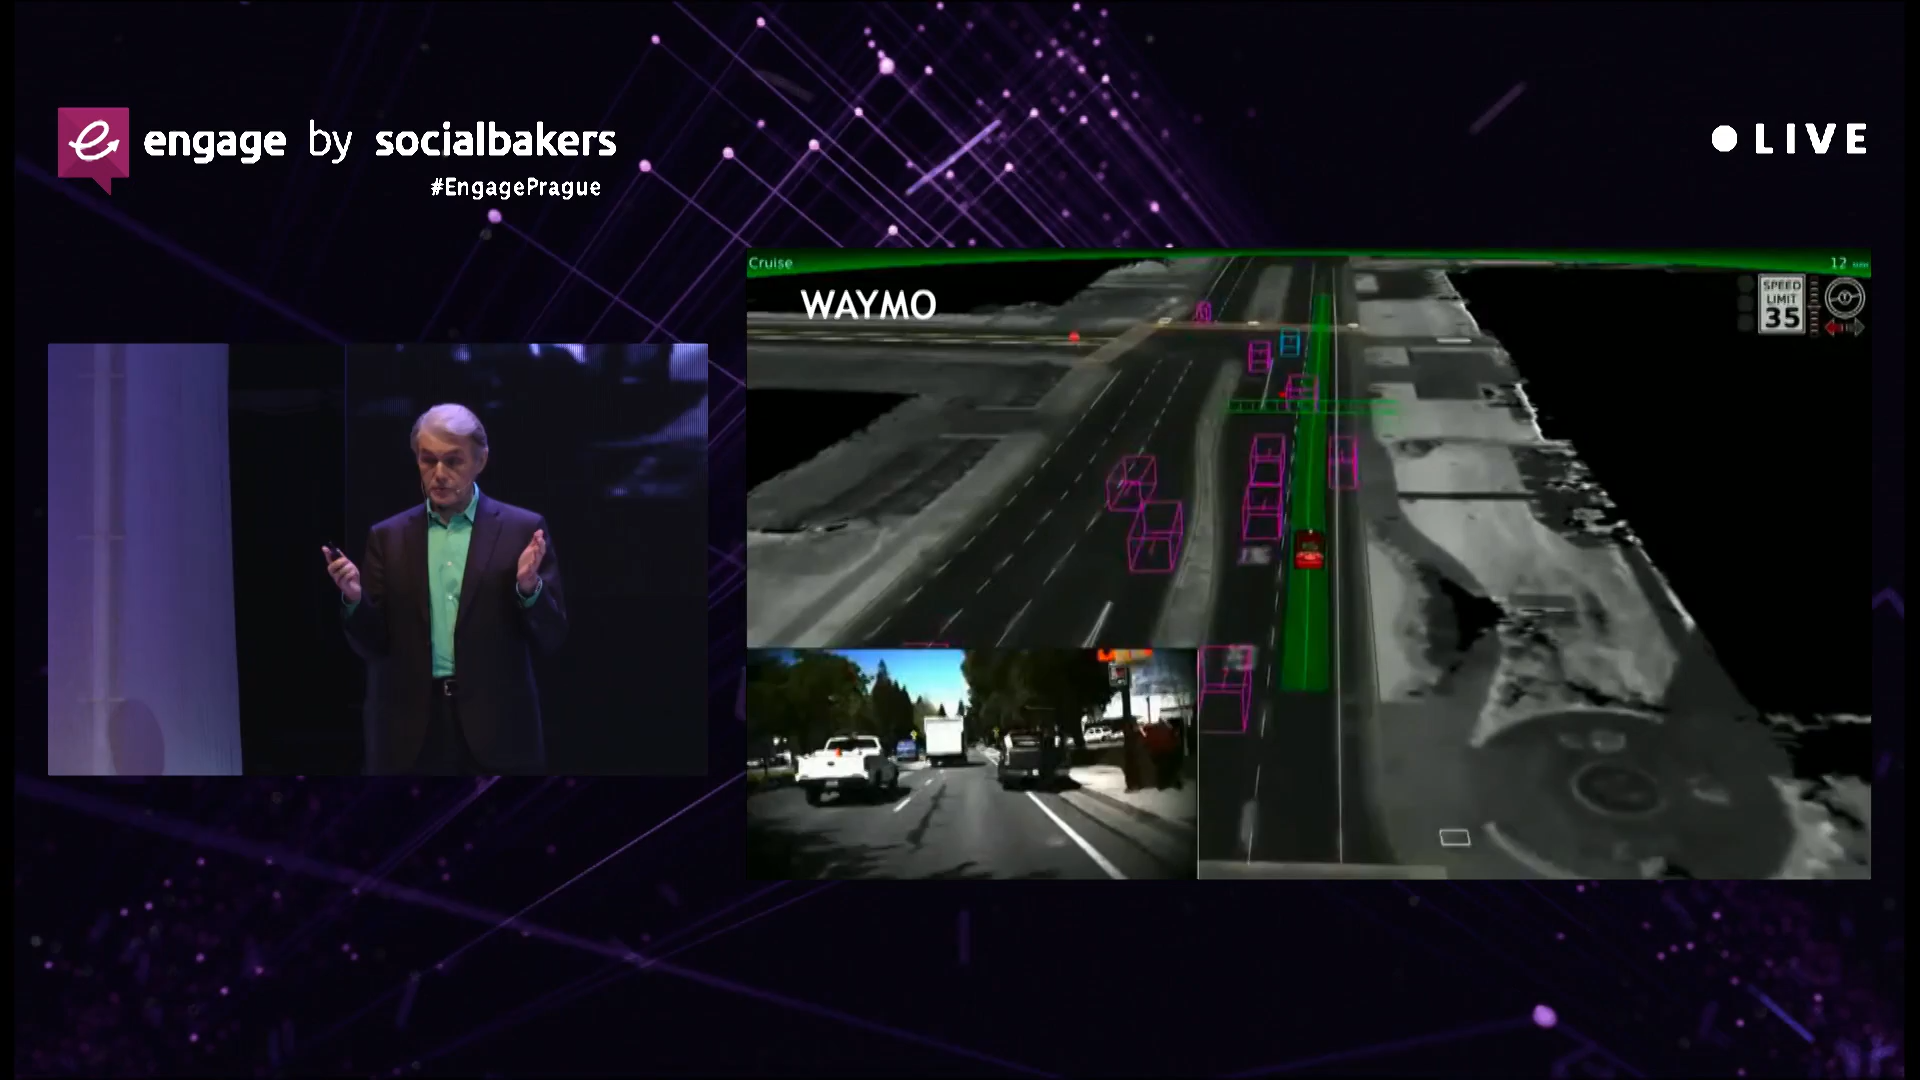 engage by socialbakers
#EngagePrague
LIVE
Cruise
12
WAYMO
SPEED
LIMIT
35